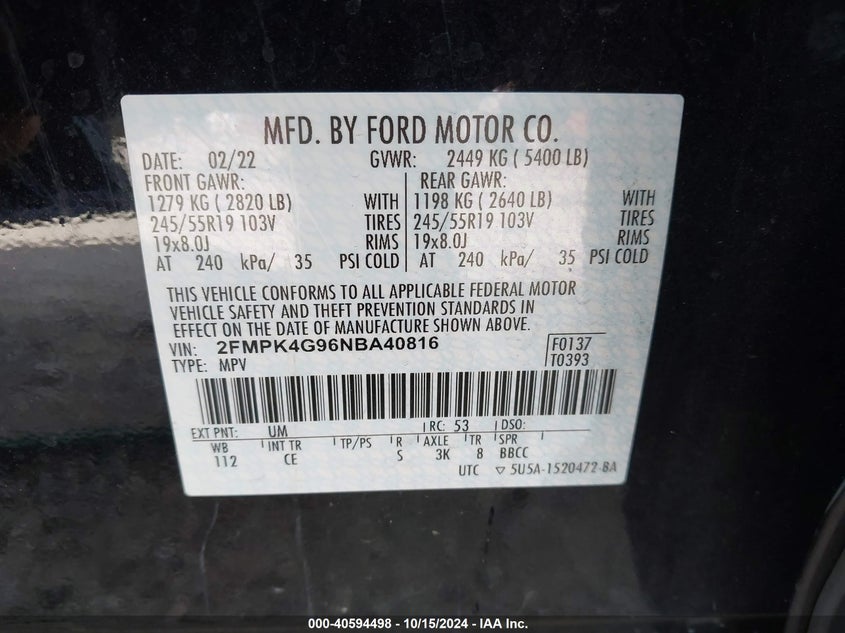 MFD. BY FORD MOTOR CO.
DATE: 02/22 GVWR: 2449 KG ( 5400 LB)
FRONT GAWR: REAR GAWR:
1279 KG ( 2820 LB) WITH 1198 KG ( 2640 LB) WITH
245/55R19 103V TIRES 245/55R19 103V TIRES
19x8.0J RIMS 19x8.0J RIMS
AT 240 kPa/ 35 PSI COLD AT 240 kPa/ 35 PSI COLD
THIS VEHICLE CONFORMS TO ALL APPLICABLE FEDERAL MOTOR
VEHICLE SAFETY AND THEFT PREVENTION STANDARDS IN
EFFECT ON THE DATE OF MANUFACTURE SHOWN ABOVE.
VIN: 2FMPK4G96NBA40816 F0137
TYPE: MPV T0393
EXT PNT: UM RC: 53 DSO:
WB INT TR TP/PS R AXLE TR SPR
112 CE S 3K 8 BBCC
UTC ▽ 5U5A-1520472-BA
000-40594498 - 10/15/2024 - IAA Inc.